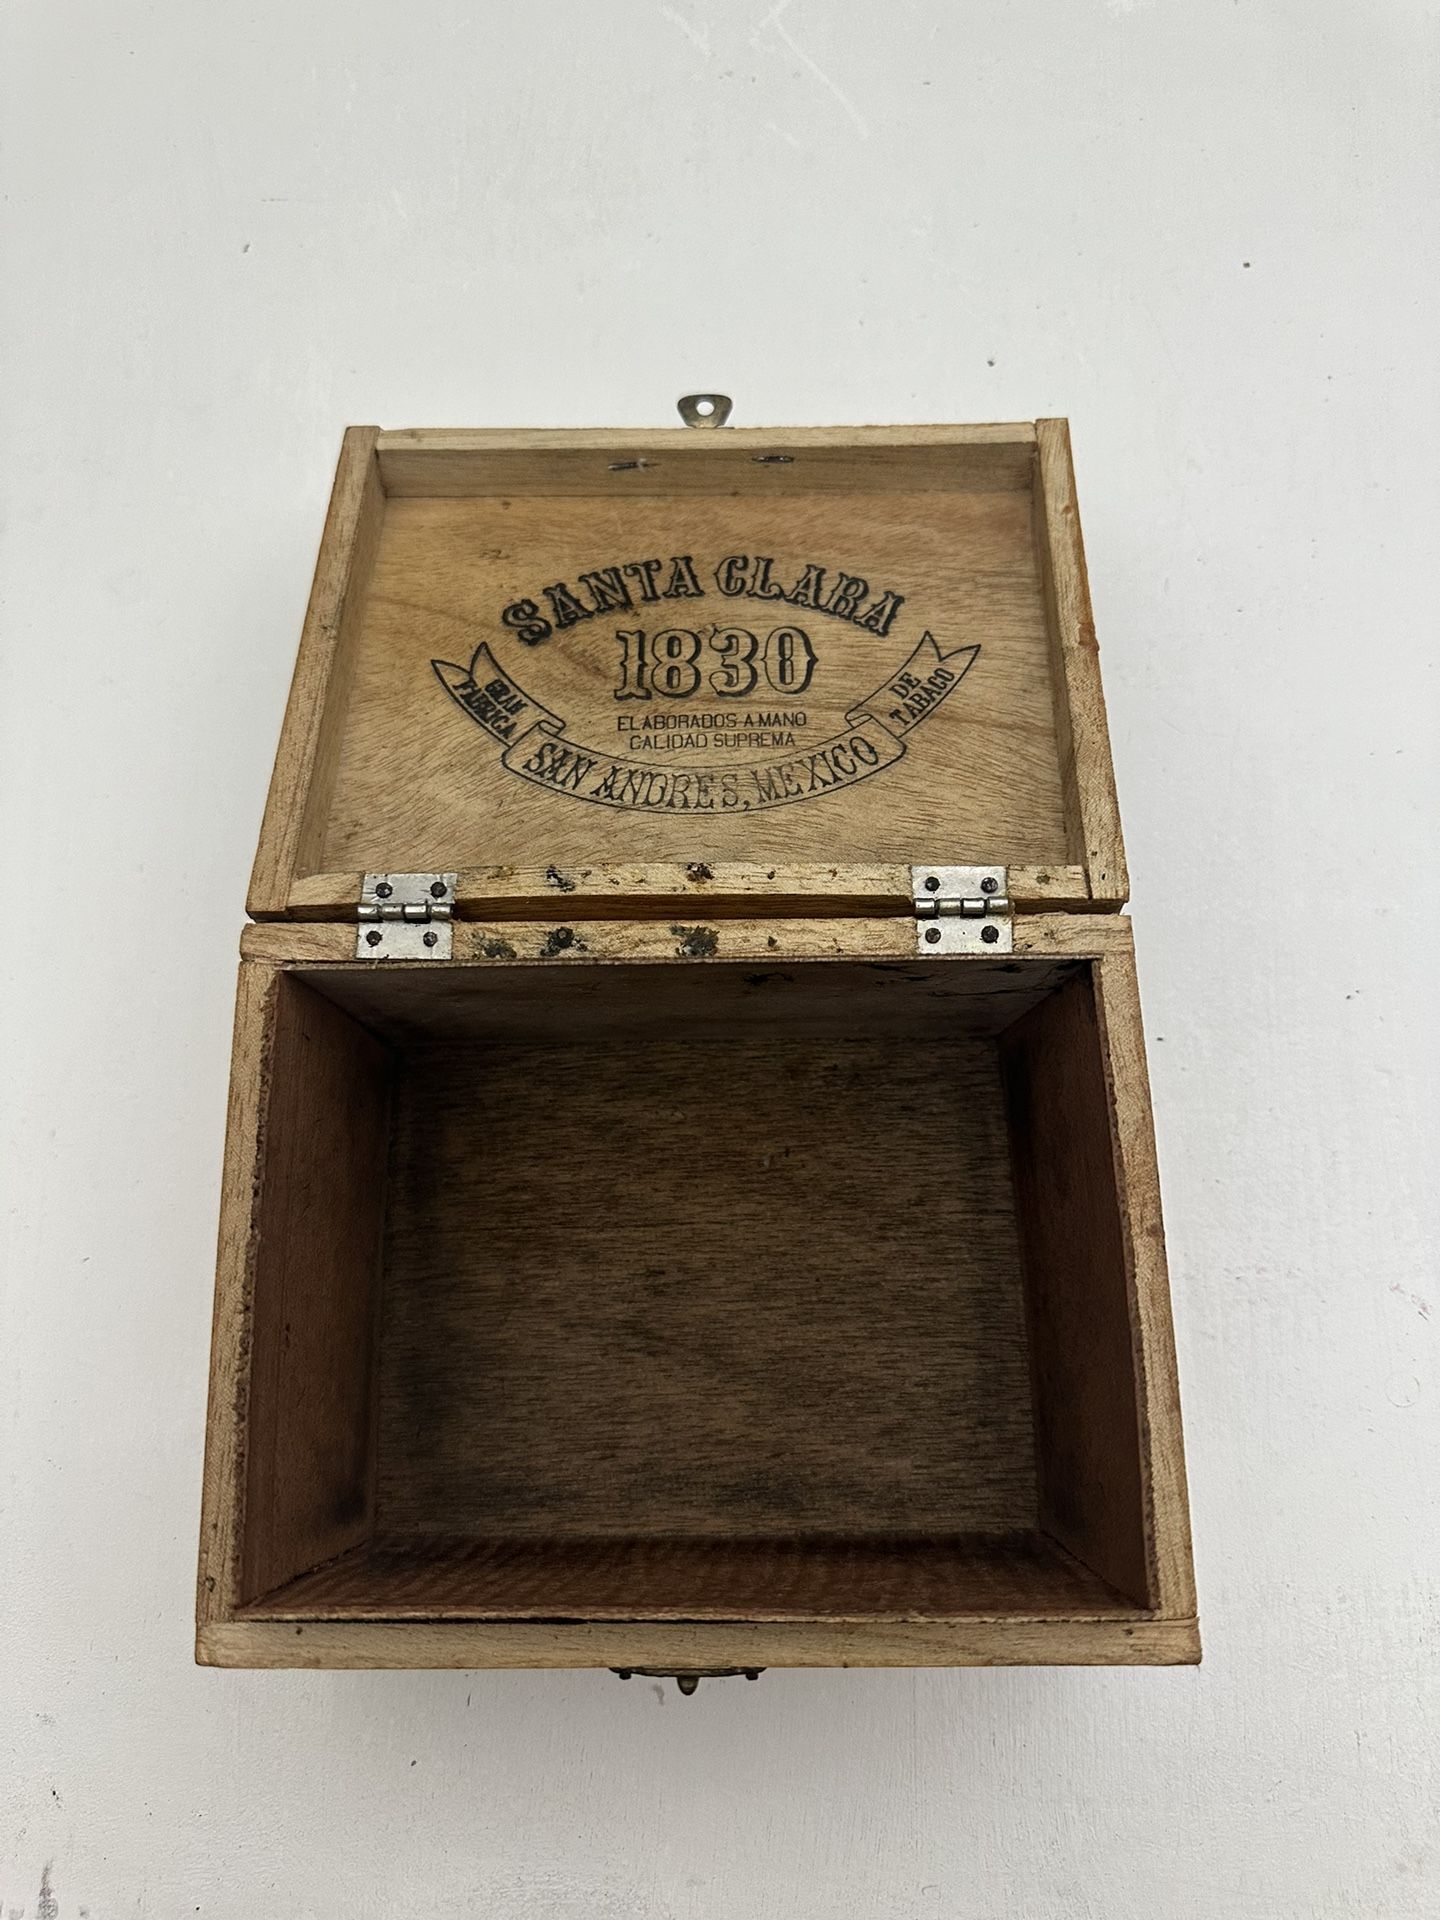 SANTA CLARA
1830
ELABORADOS A MANO
CALIDAD SUPREMA
GRAN
FABRICA
SAN ANDRES, MEXICO
DE
TABACO